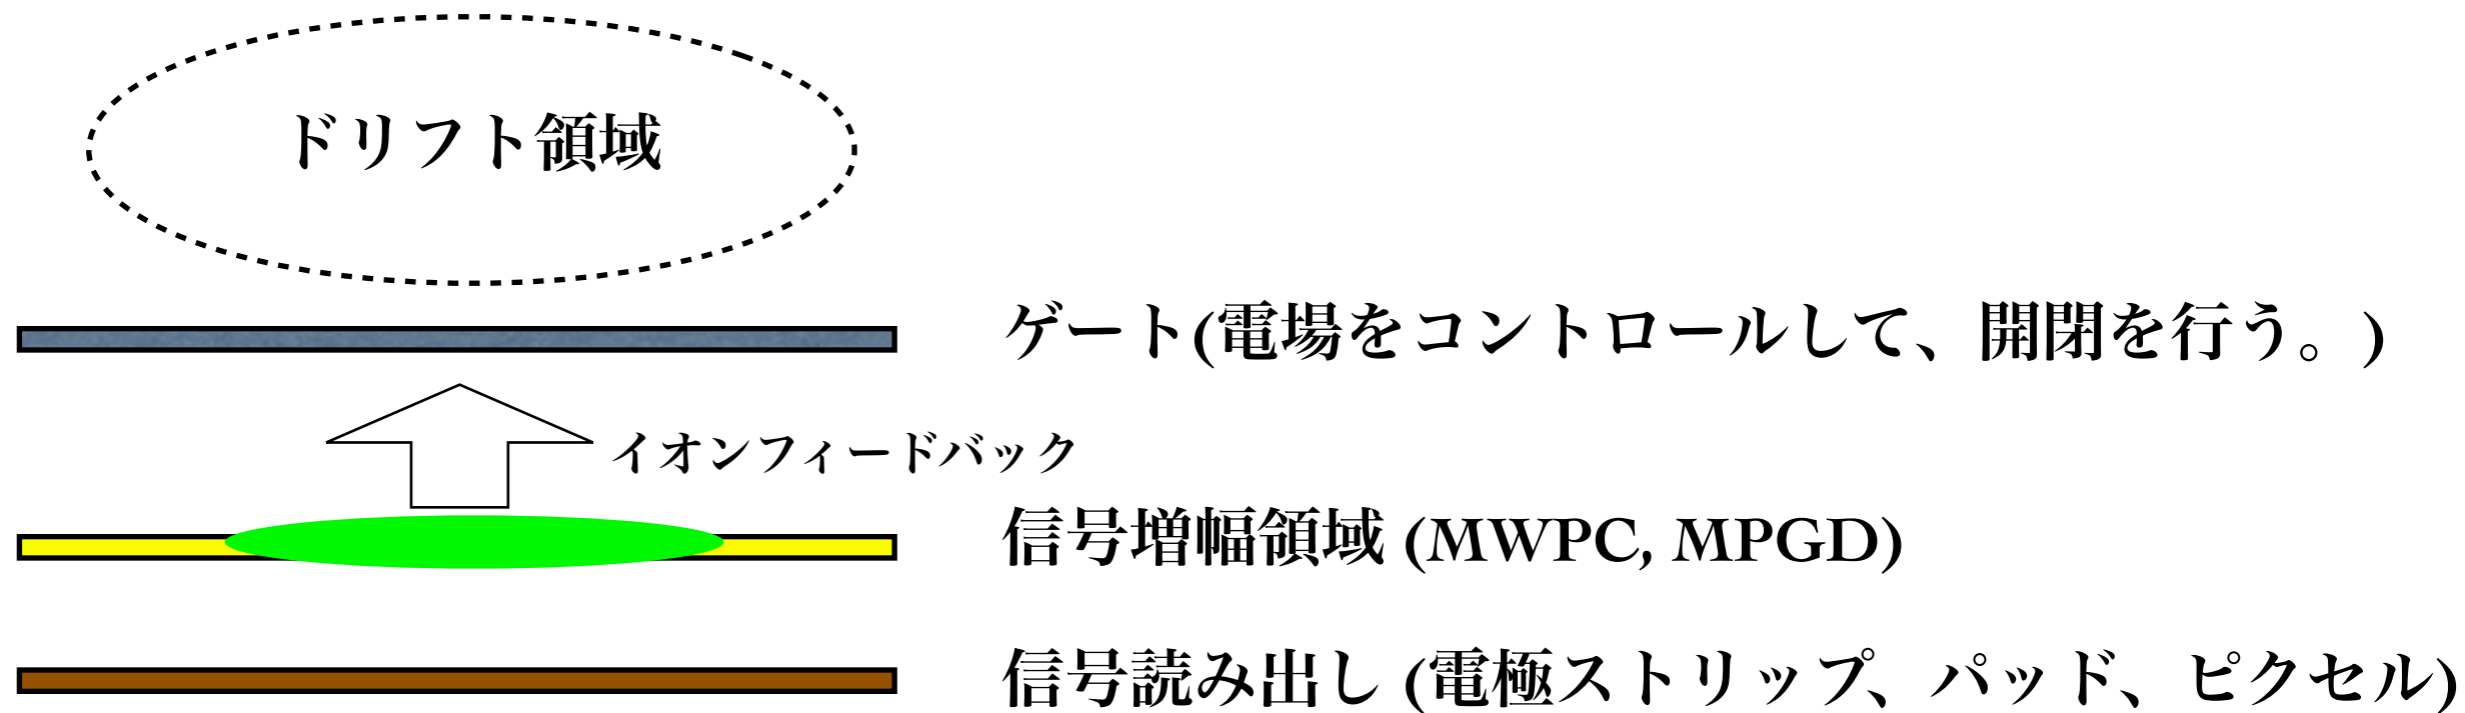 ドリフト領域
ゲート(電場をコントロールして、開閉を行う。)
イオンフィードバック
信号増幅領域 (MWPC, MPGD)
信号読み出し (電極ストリップ、パッド、ピクセル)